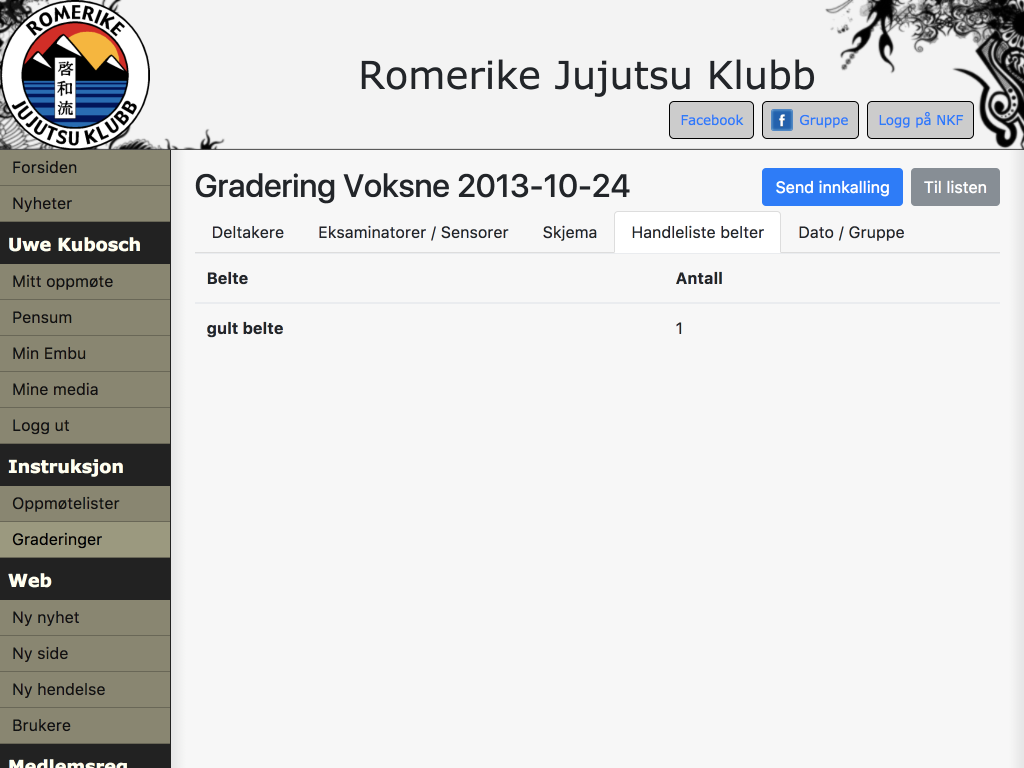 ROMERIKE
啓
和
流
JUJUTSU KLUBB
Romerike Jujutsu Klubb
Facebook
Gruppe
Logg på NKF
Forsiden
Nyheter
Uwe Kubosch
Mitt oppmøte
Pensum
Min Embu
Mine media
Logg ut
Instruksjon
Oppmøtelister
Graderinger
Web
Ny nyhet
Ny side
Ny hendelse
Brukere
Medlemsreg
Gradering Voksne 2013-10-24
Send innkalling
Til listen
Deltakere
Eksaminatorer / Sensorer
Skjema
Handleliste belter
Dato / Gruppe
Belte Antall
gult belte 1